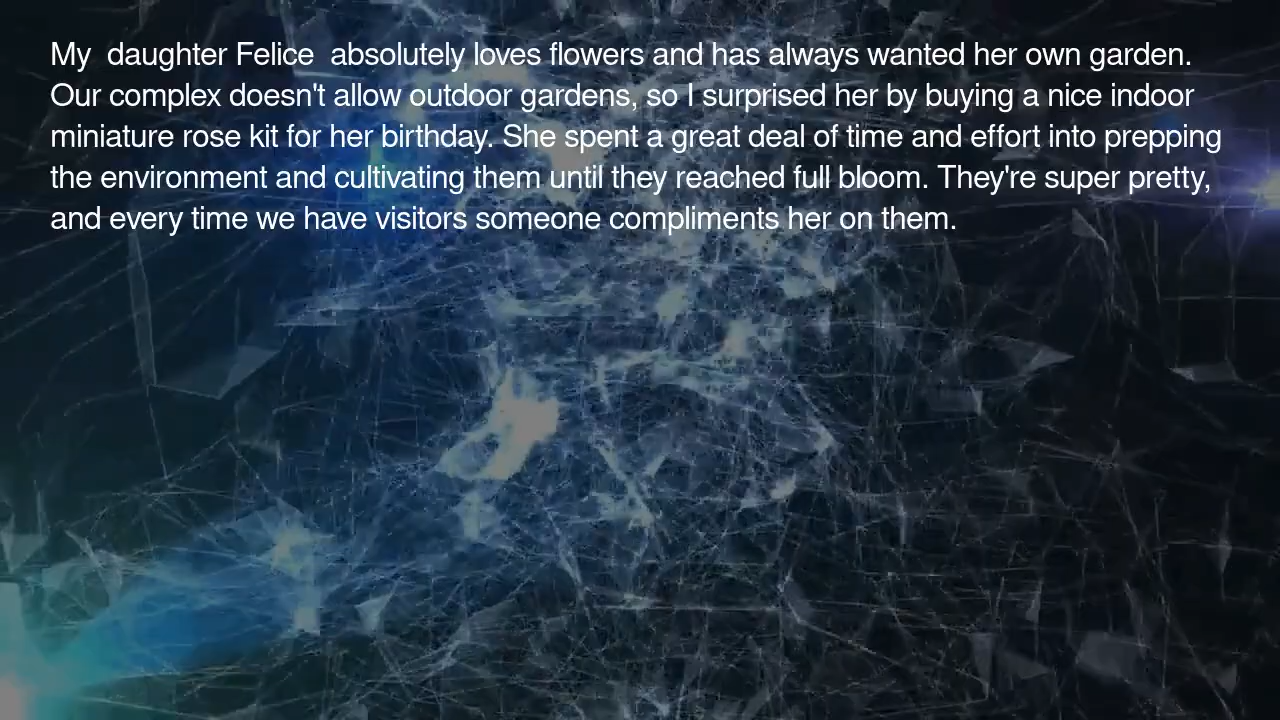 My  daughter Felice  absolutely loves flowers and has always wanted her own garden.
Our complex doesn't allow outdoor gardens, so I surprised her by buying a nice indoor
miniature rose kit for her birthday. She spent a great deal of time and effort into prepping
the environment and cultivating them until they reached full bloom. They're super pretty,
and every time we have visitors someone compliments her on them.